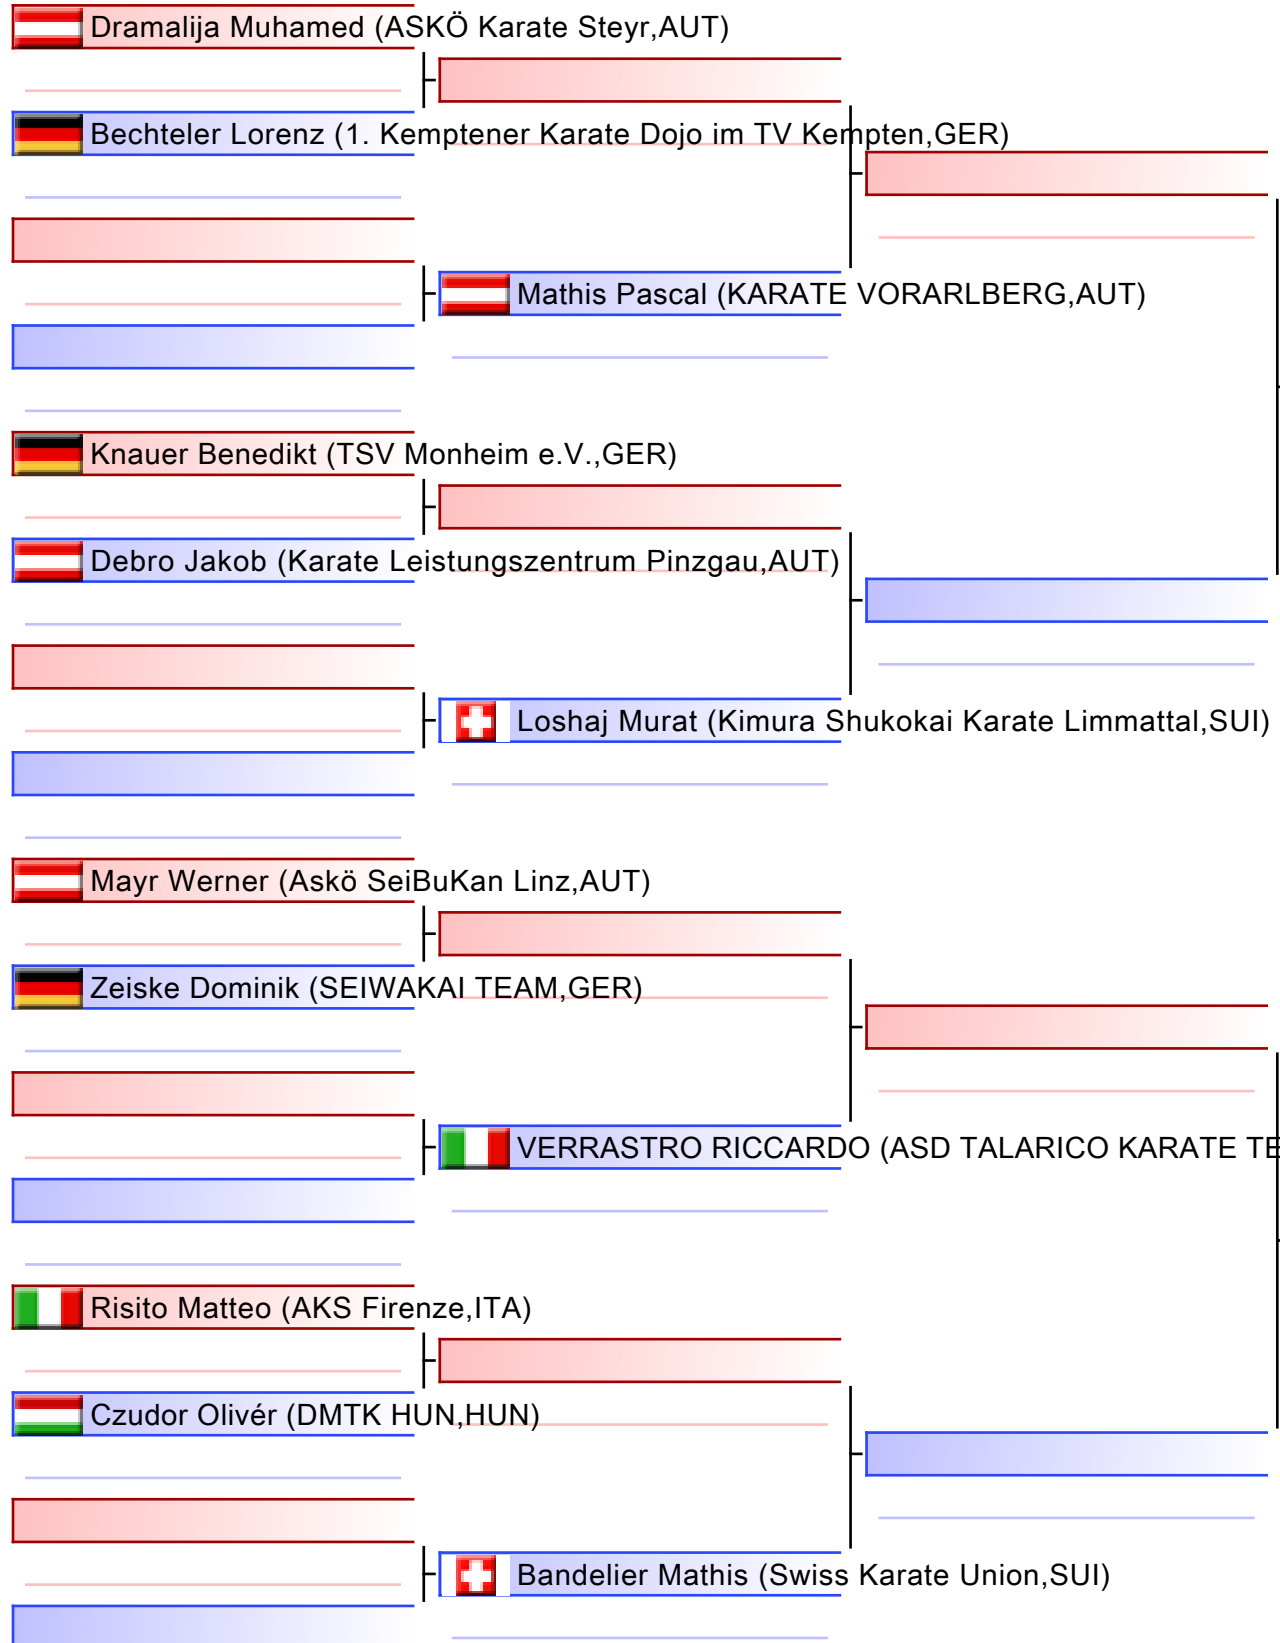 Dramalija Muhamed (ASKÖ Karate Steyr,AUT)
Bechteler Lorenz (1. Kemptener Karate Dojo im TV Kempten,GER)
Mathis Pascal (KARATE VORARLBERG,AUT)
Knauer Benedikt (TSV Monheim e.V.,GER)
Debro Jakob (Karate Leistungszentrum Pinzgau,AUT)
Loshaj Murat (Kimura Shukokai Karate Limmattal,SUI)
Mayr Werner (Askö SeiBuKan Linz,AUT)
Zeiske Dominik (SEIWAKAI TEAM,GER)
VERRASTRO RICCARDO (ASD TALARICO KARATE TE
Risito Matteo (AKS Firenze,ITA)
Czudor Olivér (DMTK HUN,HUN)
Bandelier Mathis (Swiss Karate Union,SUI)